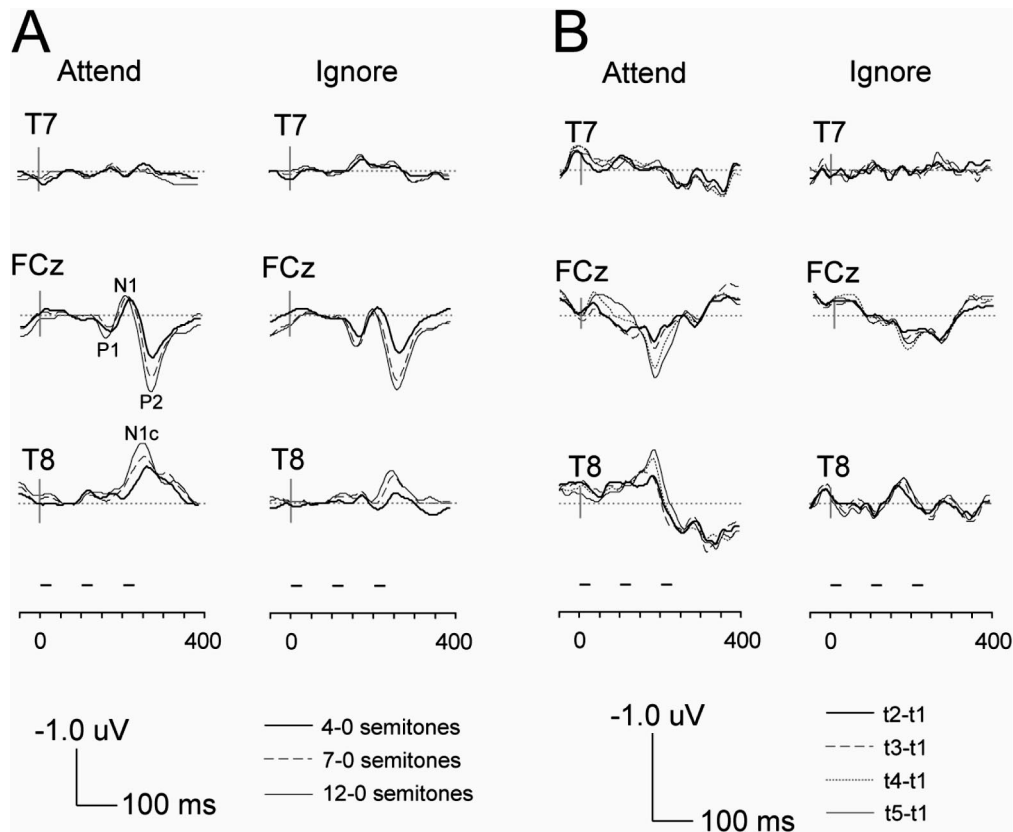 A
Attend
Ignore
T7
T7
FCz
N1
P1
P2
FCz
T8
N1c
T8
0
400
0
400
-1.0 uV
100 ms
4-0 semitones
7-0 semitones
12-0 semitones
B
Attend
Ignore
T7
T7
FCz
FCz
T8
T8
0
400
0
400
-1.0 uV
100 ms
t2-t1
t3-t1
t4-t1
t5-t1